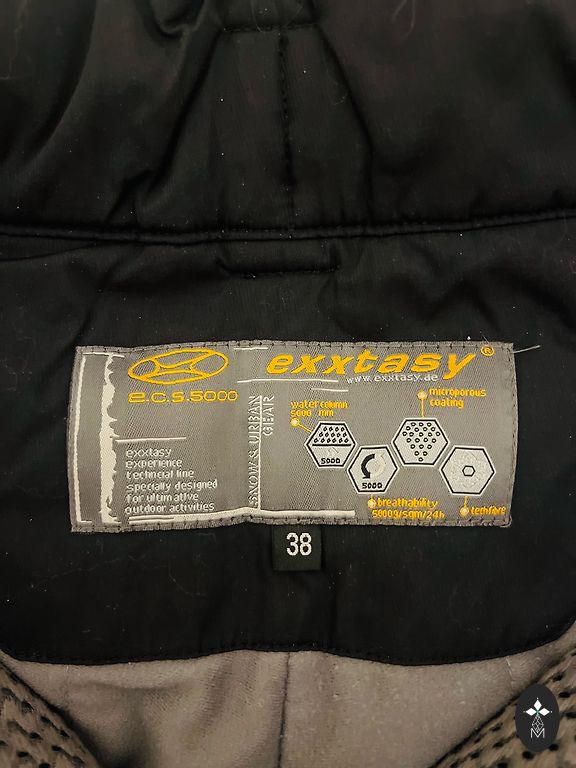 exxtasy®
www.exxtasy.de
e.c.s.5000
SNOW & URBAN
GEAR
exxtasy
experience
techncial line
specially designed
for ultimative
outdoor activities
water column
5000 mm
microporous
coating
5000
5000
breathability
5000g/sqm/24h
techfibre
38
M